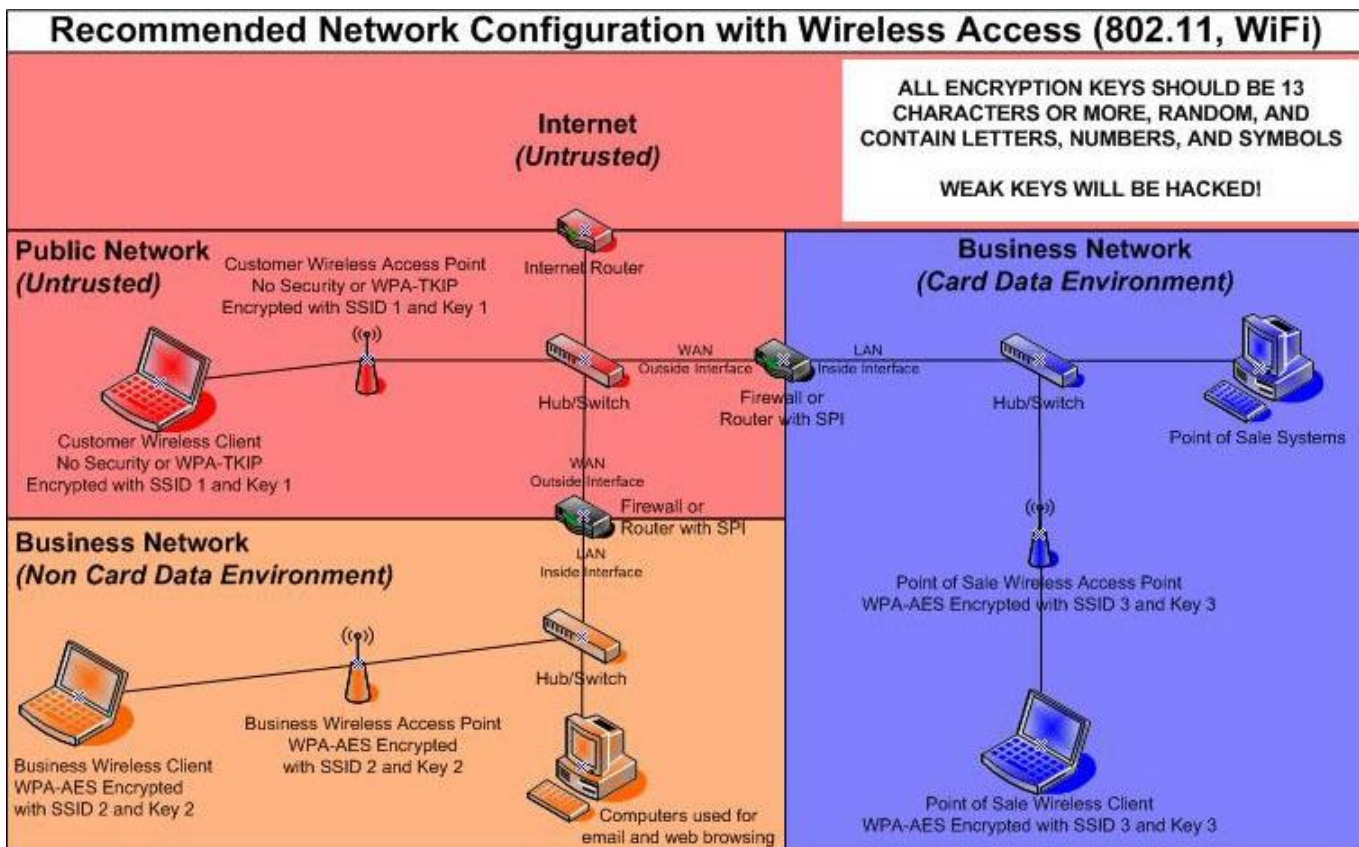 Recommended Network Configuration with Wireless Access (802.11, WiFi)
ALL ENCRYPTION KEYS SHOULD BE 13
CHARACTERS OR MORE, RANDOM, AND
CONTAIN LETTERS, NUMBERS, AND SYMBOLS
WEAK KEYS WILL BE HACKED!
Internet
(Untrusted)
Internet Router
Public Network
(Untrusted)
Customer Wireless Access Point
No Security or WPA-TKIP
Encrypted with SSID 1 and Key 1
Customer Wireless Client
No Security or WPA-TKIP
Encrypted with SSID 1 and Key 1
Hub/Switch
WAN
Outside Interface
Firewall or
Router with SPI
LAN
Inside Interface
WAN
Outside Interface
Firewall or
Router with SPI
Business Network
(Card Data Environment)
Hub/Switch
Point of Sale Systems
Point of Sale Wireless Access Point
WPA-AES Encrypted with SSID 3 and Key 3
Point of Sale Wireless Client
WPA-AES Encrypted with SSID 3 and Key 3
Business Network
(Non Card Data Environment)
LAN
Inside Interface
Hub/Switch
Business Wireless Access Point
WPA-AES Encrypted
with SSID 2 and Key 2
Business Wireless Client
WPA-AES Encrypted
with SSID 2 and Key 2
Computers used for
email and web browsing